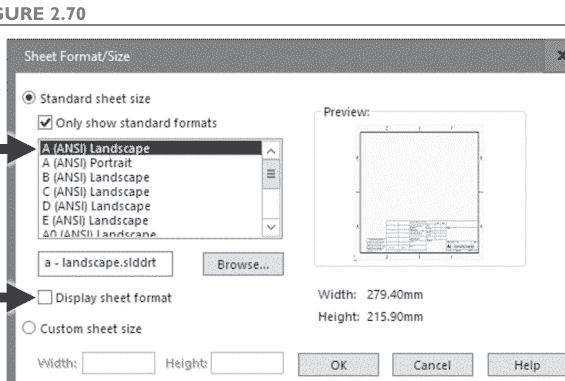 GURE 2.70
Sheet Format/Size
Standard sheet size
Only show standard formats
A (ANSI) Landscape
A (ANSI) Portrait
B (ANSI) Landscape
C (ANSI) Landscape
D (ANSI) Landscape
E (ANSI) Landscape
A0 (ANSI) Landscape
a - landscape.slddrt
Browse...
Display sheet format
Custom sheet size
Width:
Height:
Preview:
Width: 279.40mm
Height: 215.90mm
OK
Cancel
Help